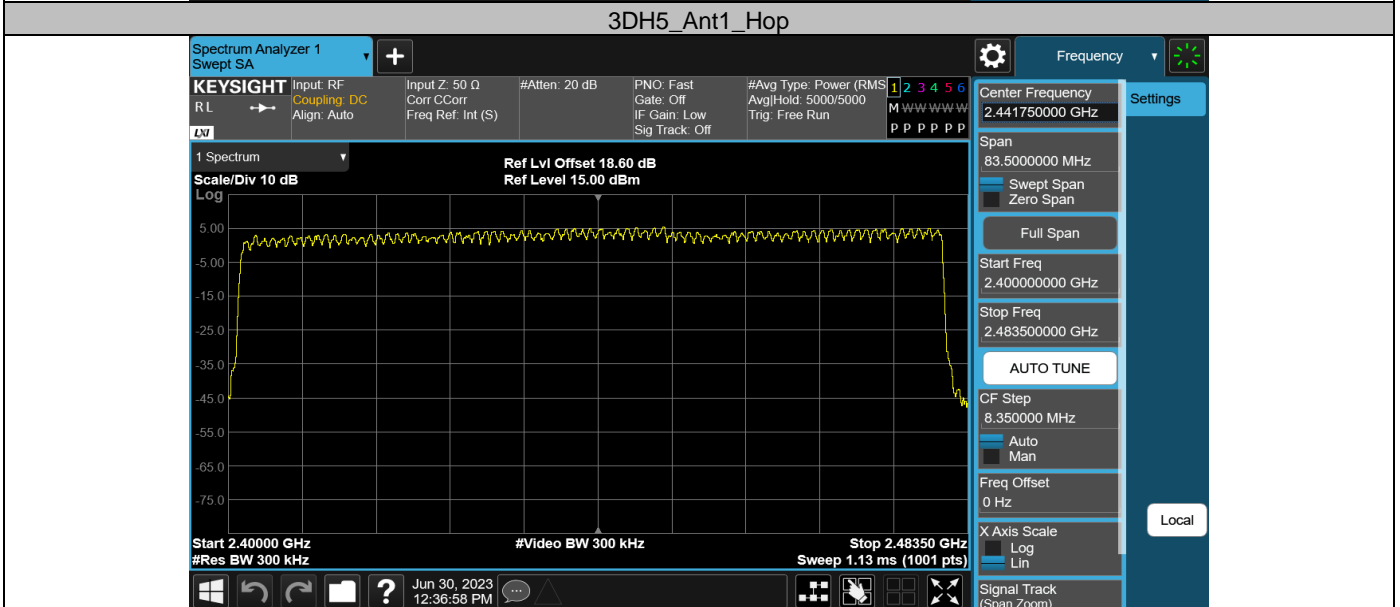 3DH5_Ant1_Hop
Spectrum Analyzer 1
Swept SA
+
Frequency
KEYSIGHT
R L
LXI
Input: RF
Coupling: DC
Align: Auto
Input Z: 50 Ω
Corr CCorr
Freq Ref: Int (S)
#Atten: 20 dB
PNO: Fast
Gate: Off
IF Gain: Low
Sig Track: Off
#Avg Type: Power (RMS
Avg|Hold: 5000/5000
Trig: Free Run
1 2 3 4 5 6
M W W W W W
P P P P P P
1 Spectrum
Scale/Div 10 dB
Log
Ref Lvl Offset 18.60 dB
Ref Level 15.00 dBm
5.00
-5.00
-15.0
-25.0
-35.0
-45.0
-55.0
-65.0
-75.0
Start 2.40000 GHz
#Res BW 300 kHz
#Video BW 300 kHz
Stop 2.48350 GHz
Sweep 1.13 ms (1001 pts)
Center Frequency
2.441750000 GHz
Settings
Span
83.5000000 MHz
Swept Span
Zero Span
Full Span
Start Freq
2.400000000 GHz
Stop Freq
2.483500000 GHz
AUTO TUNE
CF Step
8.350000 MHz
Auto
Man
Freq Offset
0 Hz
X Axis Scale
Log
Lin
Local
Signal Track
(Span Zoom)
?
Jun 30, 2023
12:36:58 PM